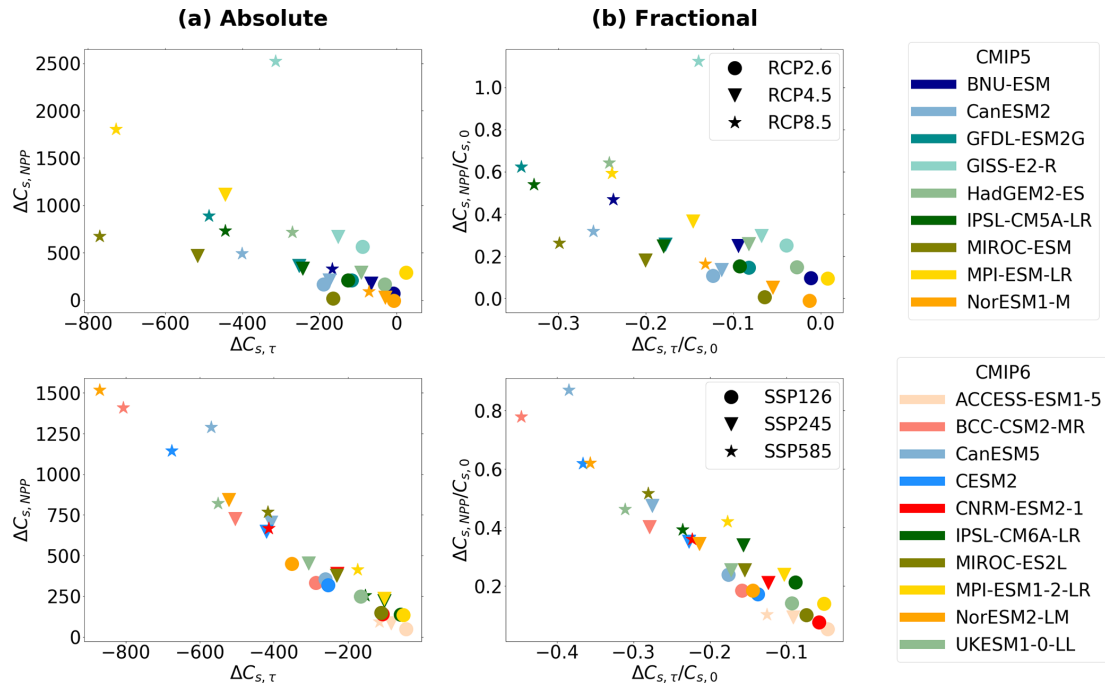 (a) Absolute
(b) Fractional
2500
2000
1500
1000
500
0
ΔC_{s,NPP}
−800
−600
−400
−200
0
ΔC_{s,τ}
1.0
0.8
0.6
0.4
0.2
0.0
ΔC_{s,NPP}/C_{s,0}
−0.3
−0.2
−0.1
0.0
ΔC_{s,τ}/C_{s,0}
RCP2.6
RCP4.5
RCP8.5
CMIP5
BNU-ESM
CanESM2
GFDL-ESM2G
GISS-E2-R
HadGEM2-ES
IPSL-CM5A-LR
MIROC-ESM
MPI-ESM-LR
NorESM1-M
1500
1250
1000
750
500
250
0
ΔC_{s,NPP}
−800
−600
−400
−200
ΔC_{s,τ}
0.8
0.6
0.4
0.2
ΔC_{s,NPP}/C_{s,0}
−0.4
−0.3
−0.2
−0.1
ΔC_{s,τ}/C_{s,0}
SSP126
SSP245
SSP585
CMIP6
ACCESS-ESM1-5
BCC-CSM2-MR
CanESM5
CESM2
CNRM-ESM2-1
IPSL-CM6A-LR
MIROC-ES2L
MPI-ESM1-2-LR
NorESM2-LM
UKESM1-0-LL